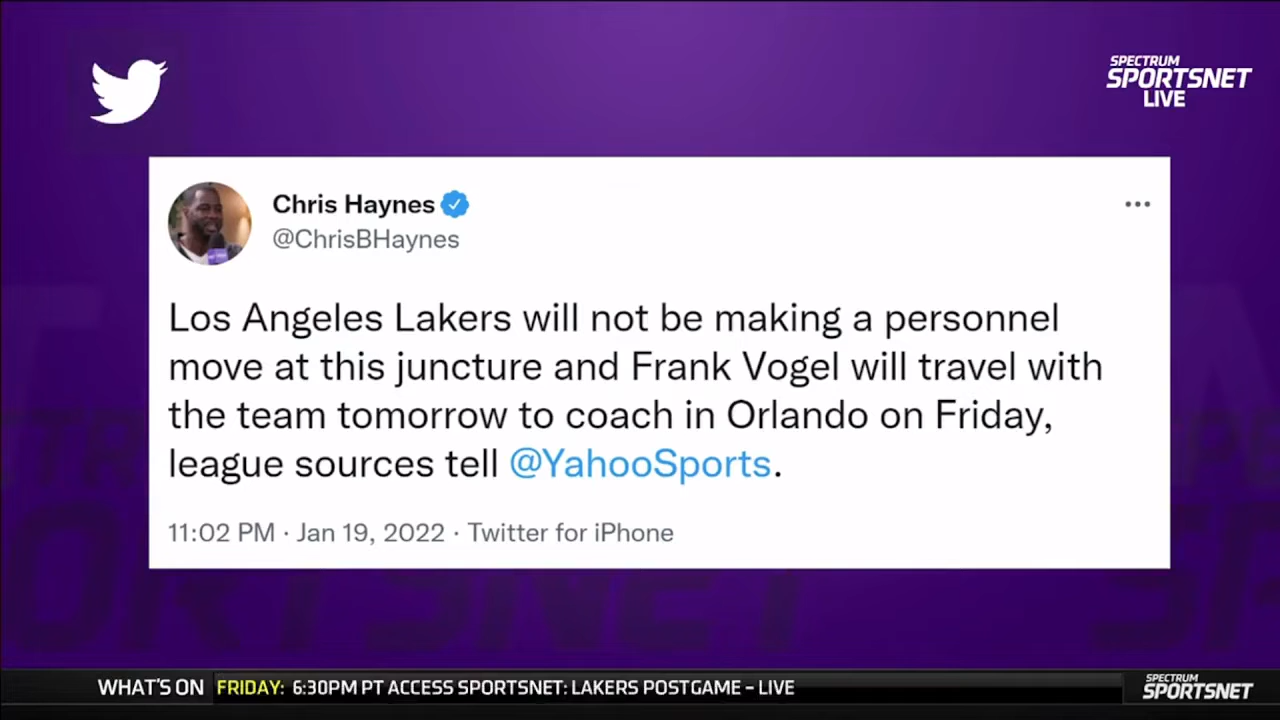 SPECTRUM
SPORTSNET
LIVE
Chris Haynes
@ChrisBHaynes
Los Angeles Lakers will not be making a personnel
move at this juncture and Frank Vogel will travel with
the team tomorrow to coach in Orlando on Friday,
league sources tell @YahooSports.
11:02 PM · Jan 19, 2022 · Twitter for iPhone
WHAT'S ON FRIDAY: 6:30PM PT ACCESS SPORTSNET: LAKERS POSTGAME - LIVE
SPECTRUM
SPORTSNET